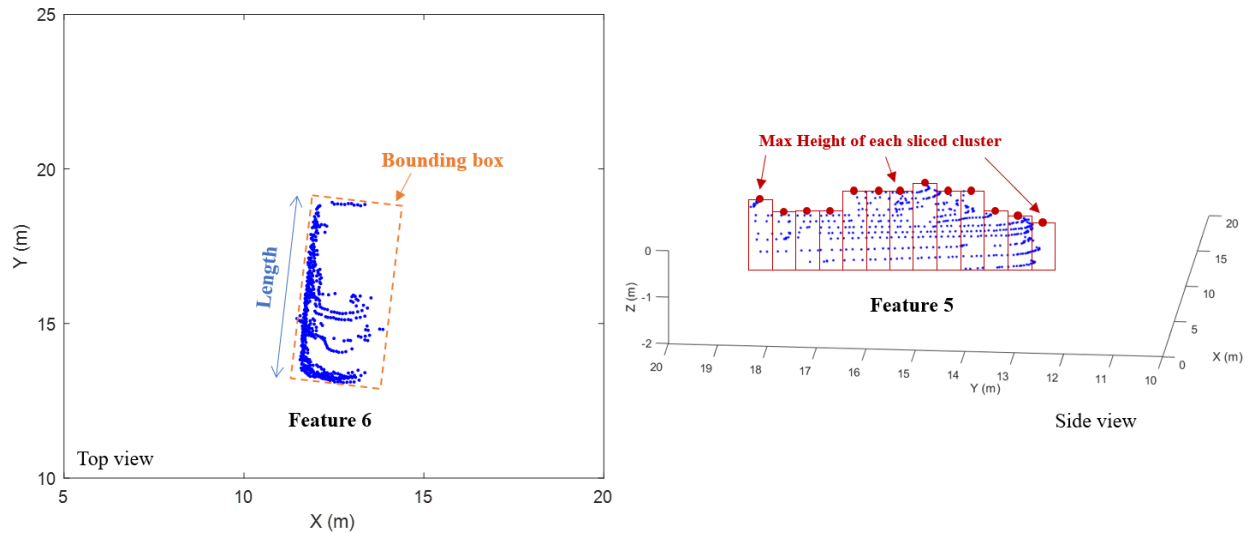 25
20
15
10
5
10
15
20
Y (m)
X (m)
Bounding box
Length
Feature 6
Top view
Max Height of each sliced cluster
Feature 5
0
-1
-2
Z (m)
20
19
18
17
16
15
14
13
12
11
10
Y (m)
0
5
10
15
20
X (m)
Side view